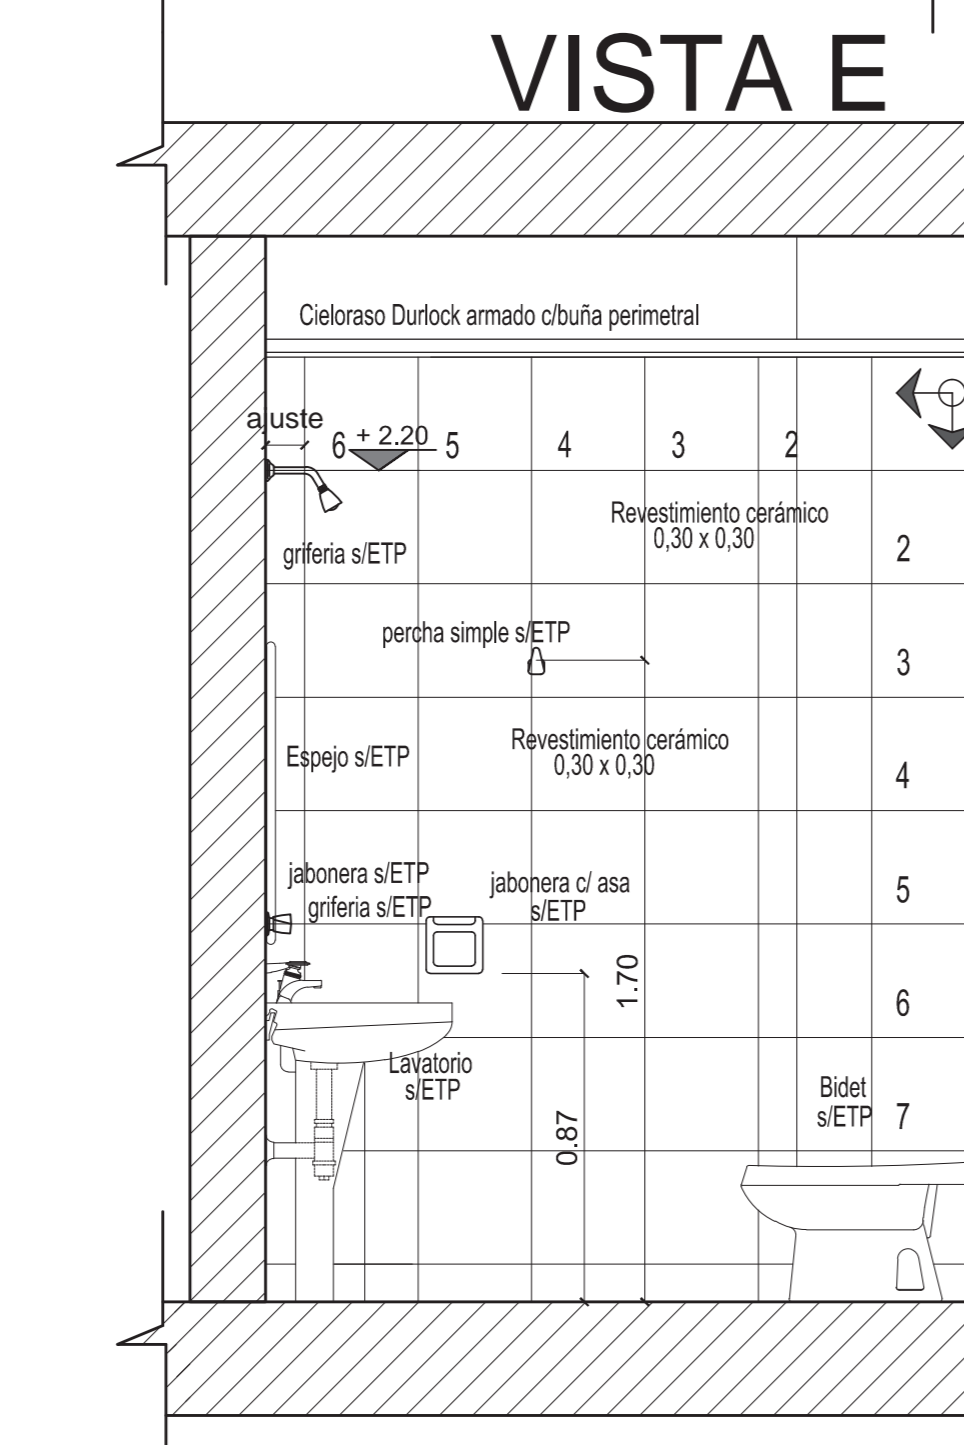 VISTA E
Cieloraso Durlock armado c/buña perimetral
ajuste
6
+ 2.20
5
4
3
2
Revestimiento cerámico
0,30 x 0,30
griferia s/ETP
2
percha simple s/ETP
3
Revestimiento cerámico
0,30 x 0,30
Espejo s/ETP
4
jabonera s/ETP
griferia s/ETP
jabonera c/ asa
s/ETP
5
1.70
6
Lavatorio
s/ETP
0.87
Bidet
s/ETP
7